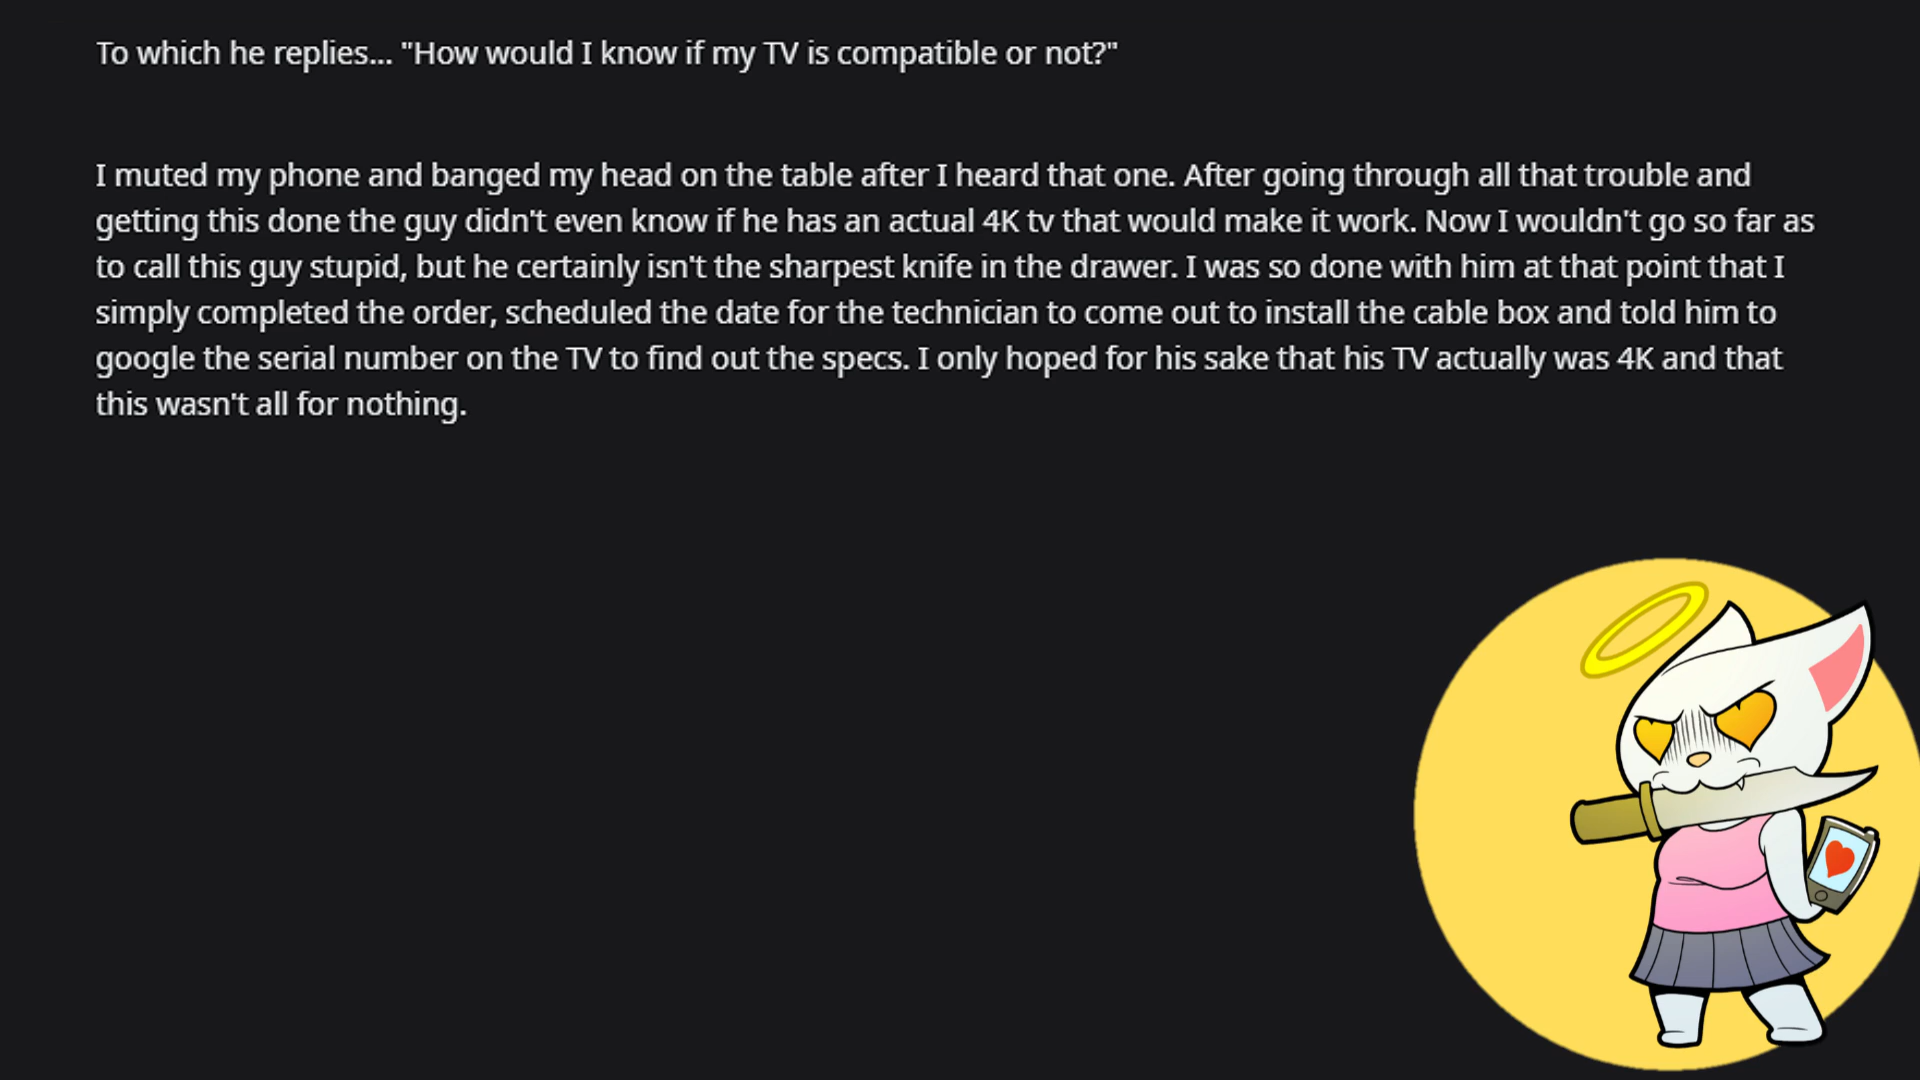 To which he replies... "How would I know if my TV is compatible or not?"
I muted my phone and banged my head on the table after I heard that one. After going through all that trouble and
getting this done the guy didn't even know if he has an actual 4K tv that would make it work. Now I wouldn't go so far as
to call this guy stupid, but he certainly isn't the sharpest knife in the drawer. I was so done with him at that point that I
simply completed the order, scheduled the date for the technician to come out to install the cable box and told him to
google the serial number on the TV to find out the specs. I only hoped for his sake that his TV actually was 4K and that
this wasn't all for nothing.